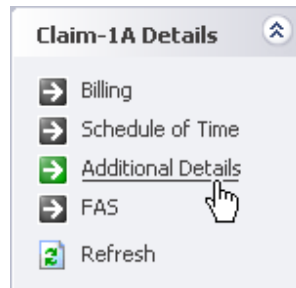 Claim-1A Details
Billing
Schedule of Time
Additional Details
FAS
Refresh